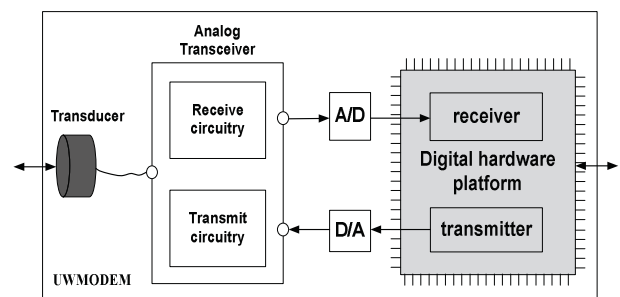 Analog
Transceiver
Transducer
Receive
circuitry
A/D
receiver
Digital hardware
platform
Transmit
circuitry
D/A
transmitter
UWMODEM